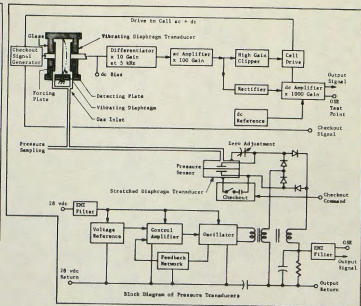 Drive to Cell ac + dc
Glass
Vibrating Diaphragm Transducer
Checkout
Signal
Generator
Differentiator
x 10 Gain
at 5 kHz
ac Amplifier
x 100 Gain
High Gain
Clipper
Cell
Drive
dc Bias
Rectifier
dc Amplifier
x 1000 Gain
Output
Signal
OSE
Test
Point
Forcing
Plate
Detecting Plate
Vibrating Diaphragm
Gas Inlet
dc
Reference
Checkout
Signal
Pressure
Sampling
Zero Adjustment
Pressure
Sensor
Stretched Diaphragm Transducer
Checkout
Checkout
Command
28 vdc
EMI
Filter
Voltage
Reference
Control
Amplifier
Oscillator
Feedback
Network
EMI
Filter
OSE
Output
Signal
28 vdc
Return
Output
Return
Block Diagram of Pressure Transducers